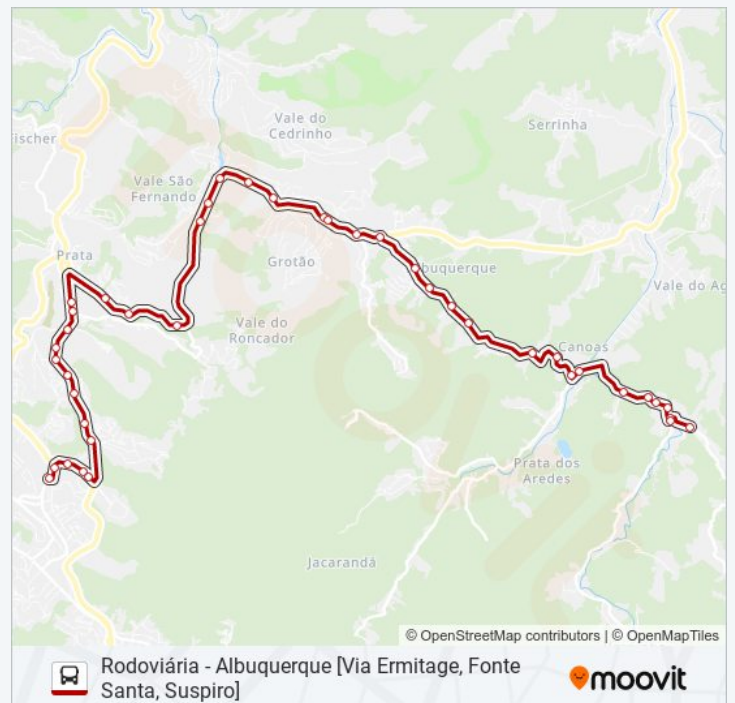 Vale do
Cedrinho
Serrinha
Fischer
Vale São
Fernando
Prata
Grotão
Albuquerque
Vale do Ag
Vale do
Roncador
Canoas
Prata dos
Aredes
Jacarandá
© OpenStreetMap contributors | © OpenMapTiles
Rodoviária - Albuquerque [Via Ermitage, Fonte
Santa, Suspiro]
moovit